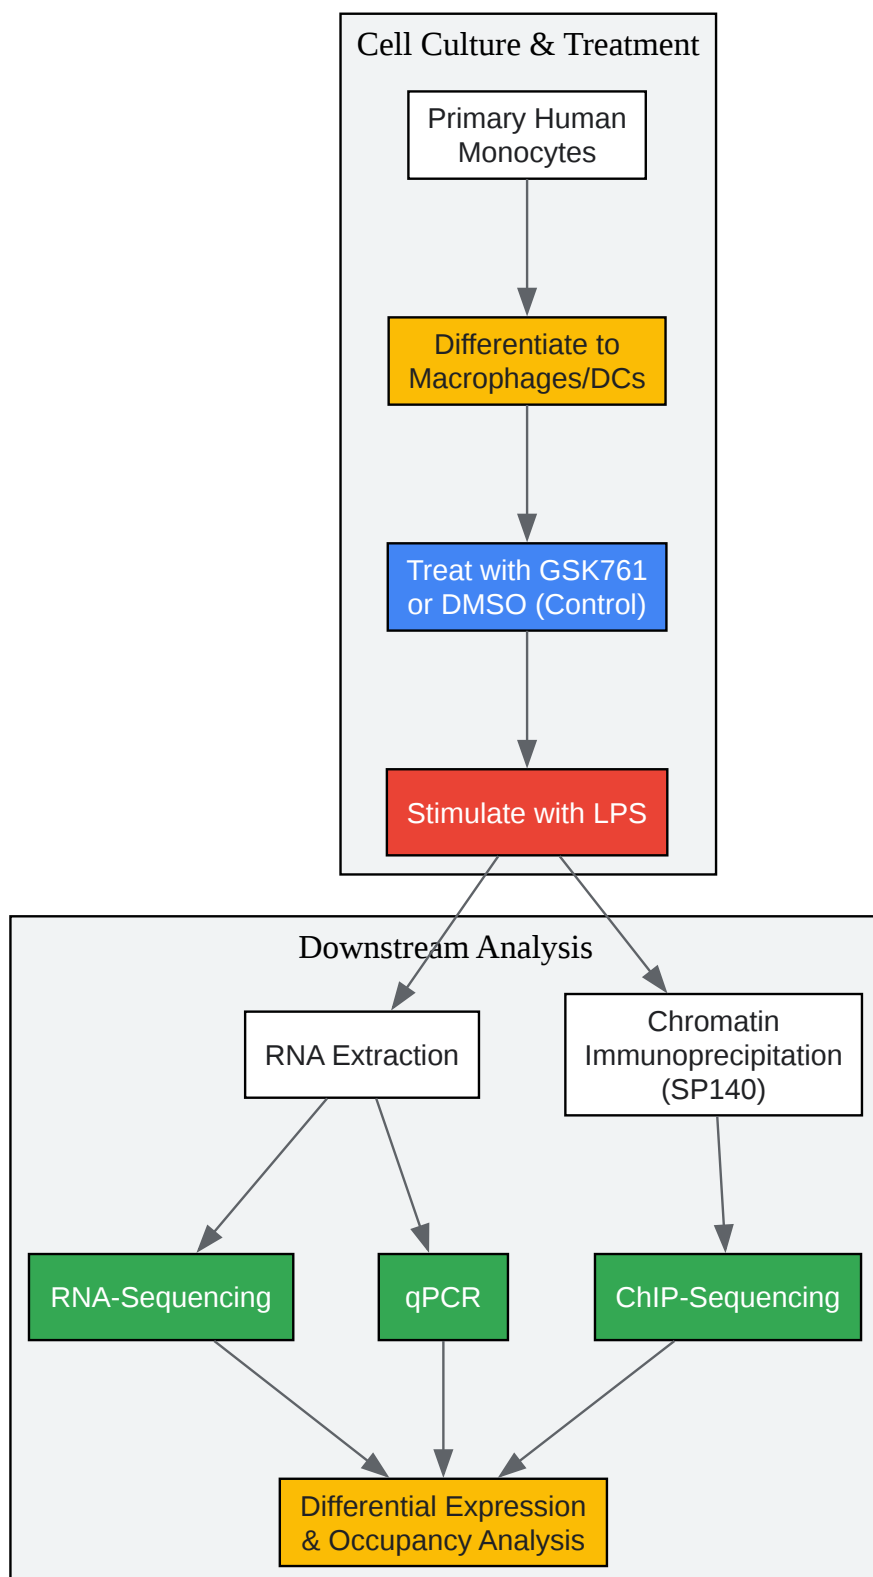 Cell Culture & Treatment
Primary Human
Monocytes
Differentiate to
Macrophages/DCs
Treat with GSK761
or DMSO (Control)
Stimulate with LPS
Downstream Analysis
RNA Extraction
Chromatin
Immunoprecipitation
(SP140)
RNA-Sequencing
qPCR
ChIP-Sequencing
Differential Expression
& Occupancy Analysis